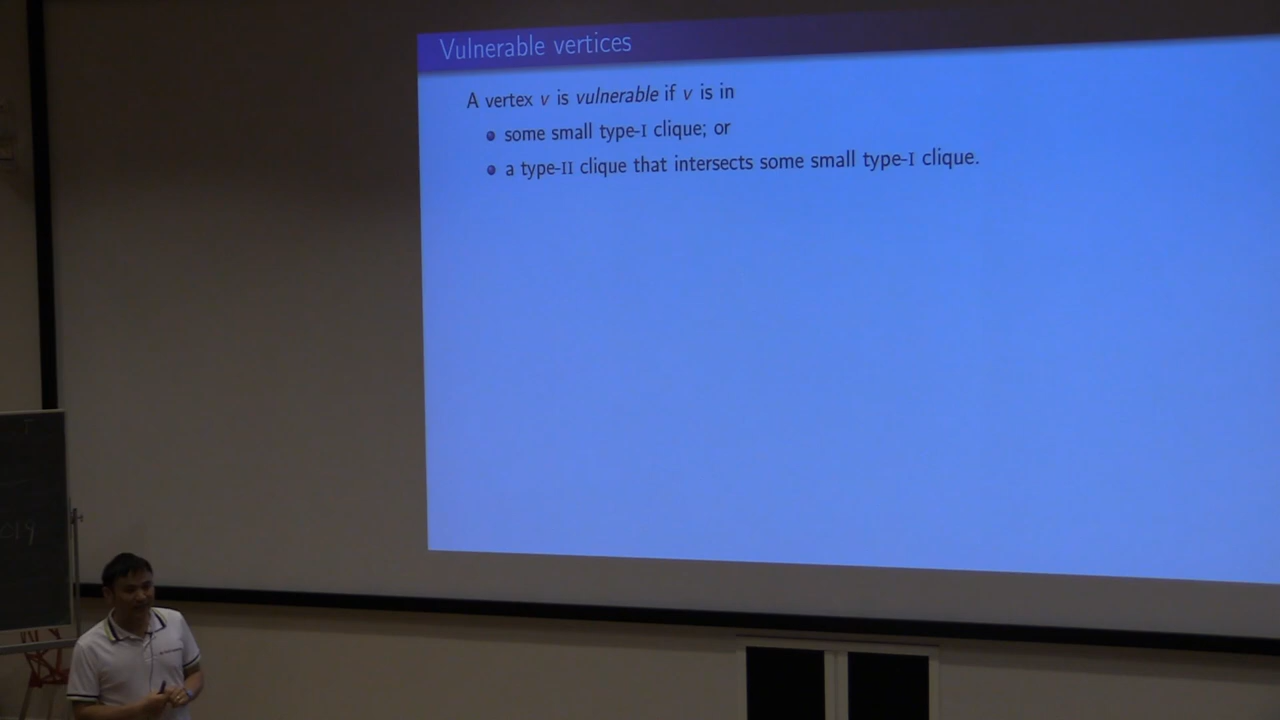 Vulnerable vertices
A vertex v is vulnerable if v is in
some small type-I clique; or
a type-II clique that intersects some small type-I clique.